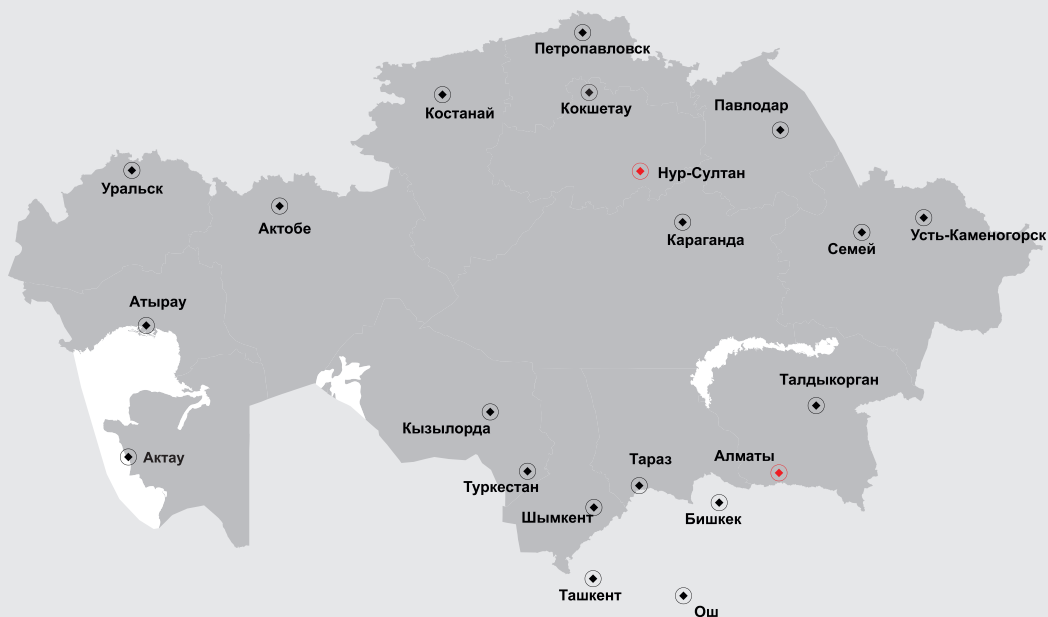 Петропавловск
Кокшетау
Павлодар
Костанай
Нур-Султан
Уральск
Актобе
Караганда
Семей
Усть-Каменогорск
Атырау
Талдыкорган
Кызылорда
Актау
Тараз
Алматы
Туркестан
Шымкент
Бишкек
Ташкент
Ош